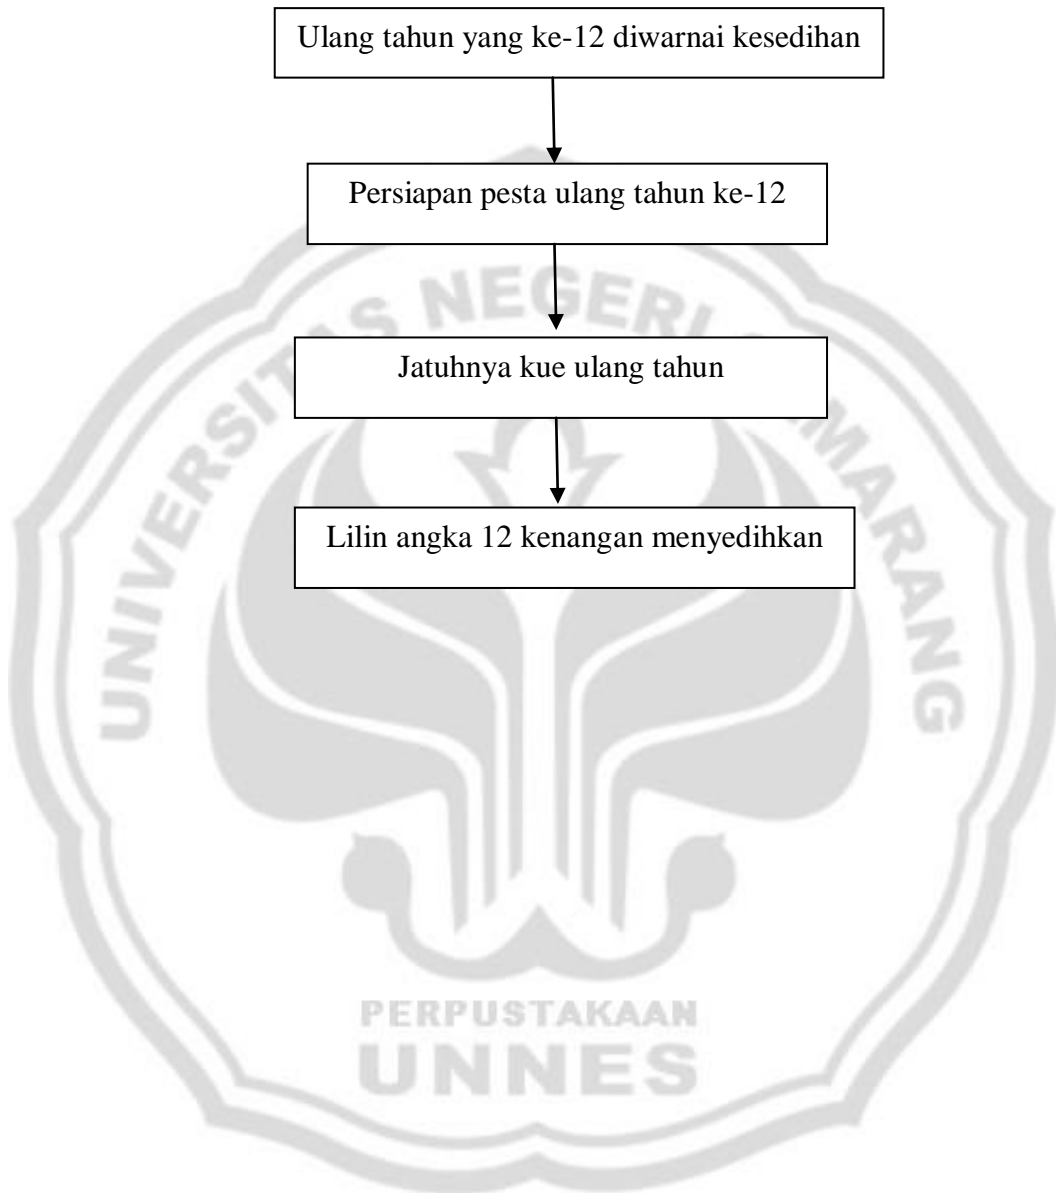 Ulang tahun yang ke-12 diwarnai kesedihan
Persiapan pesta ulang tahun ke-12
Jatuhnya kue ulang tahun
Lilin angka 12 kenangan menyedihkan
UNIVERSITAS NEGERI SEMARANG
PERPUSTAKAAN
UNNES